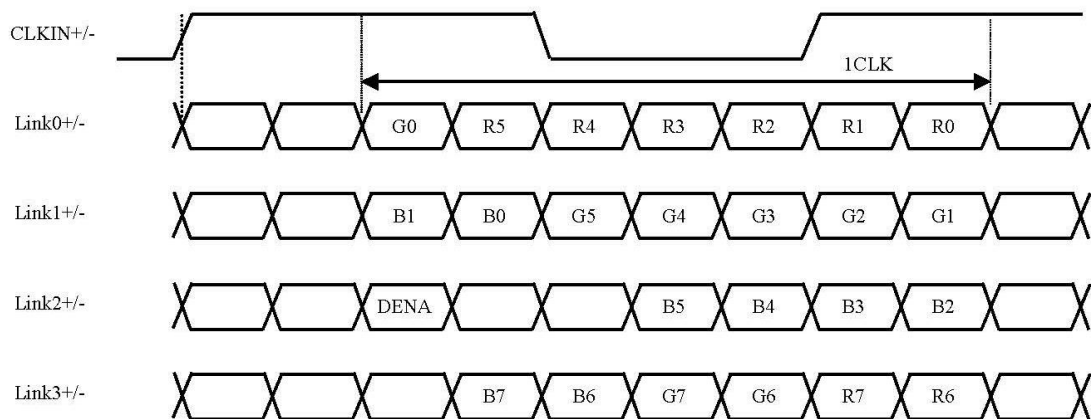 CLKIN+/-
1CLK
Link0+/- G0 R5 R4 R3 R2 R1 R0
Link1+/- B1 B0 G5 G4 G3 G2 G1
Link2+/- DENA B5 B4 B3 B2
Link3+/- B7 B6 G7 G6 R7 R6